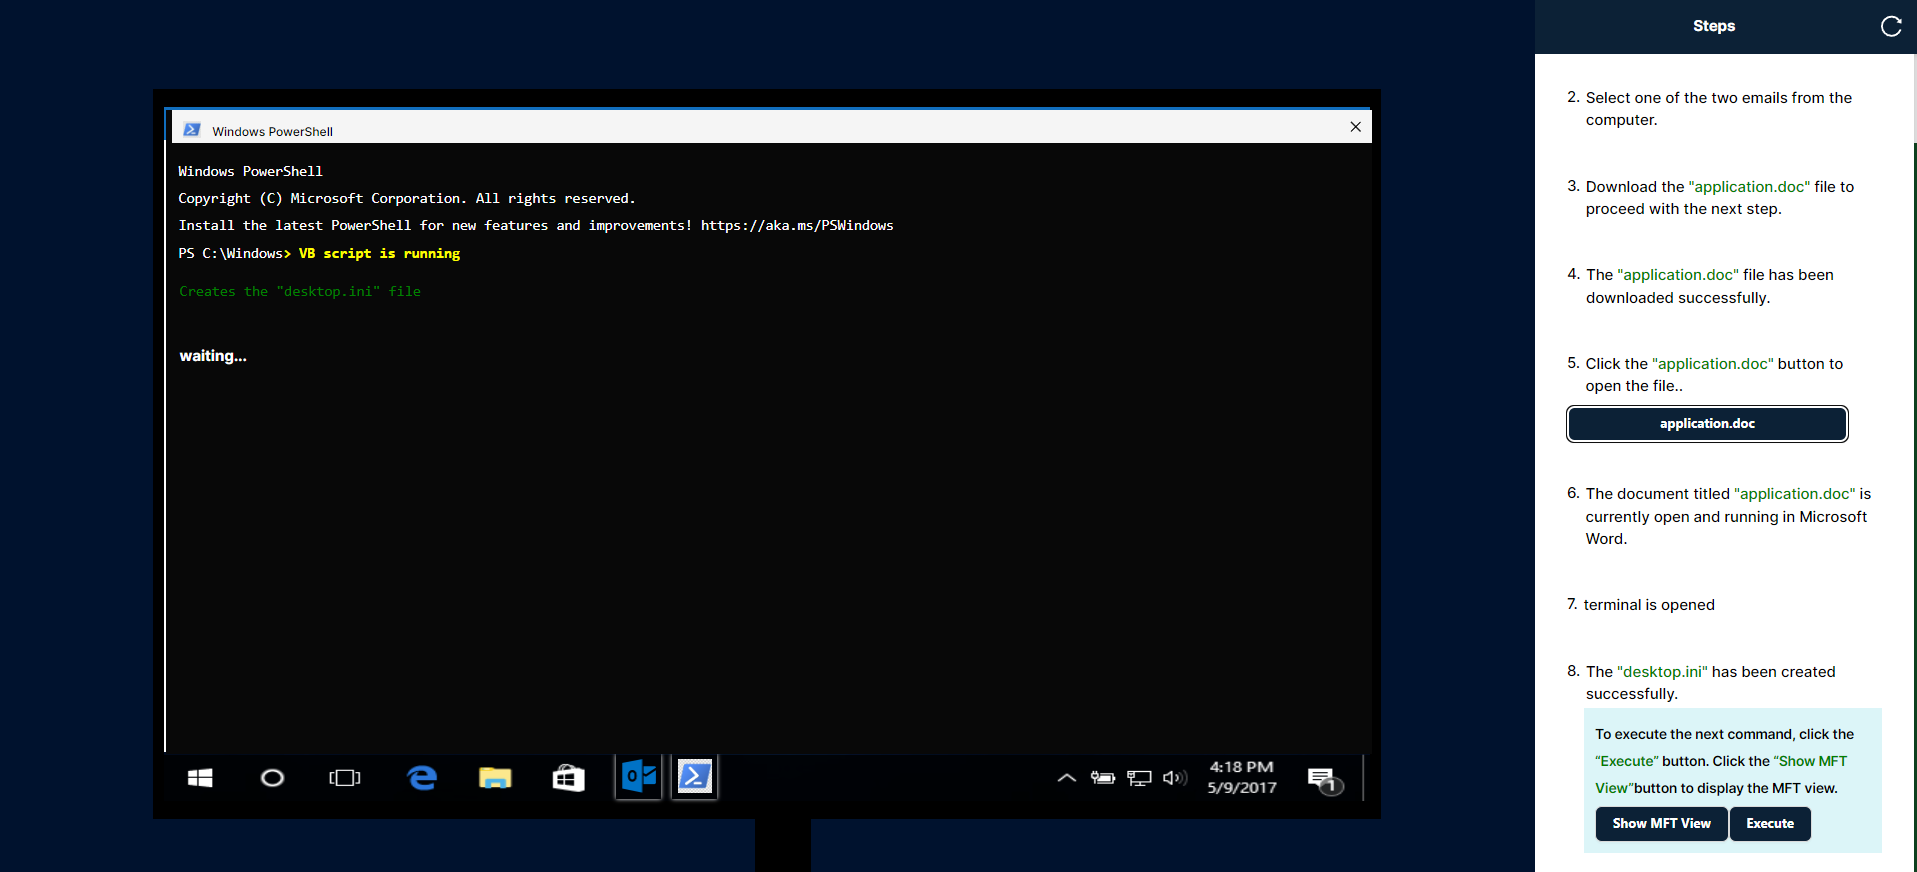 Windows PowerShell
Windows PowerShell
Copyright (C) Microsoft Corporation. All rights reserved.
Install the latest PowerShell for new features and improvements! https://aka.ms/PSWindows
PS C:\Windows> VB script is running
Creates the "desktop.ini" file
waiting...
4:18 PM
5/9/2017
1
Steps
2. Select one of the two emails from the
computer.
3. Download the "application.doc" file to
proceed with the next step.
4. The "application.doc" file has been
downloaded successfully.
5. Click the "application.doc" button to
open the file..
application.doc
6. The document titled "application.doc" is
currently open and running in Microsoft
Word.
7. terminal is opened
8. The "desktop.ini" has been created
successfully.
To execute the next command, click the
“Execute” button. Click the “Show MFT
View”button to display the MFT view.
Show MFT View
Execute